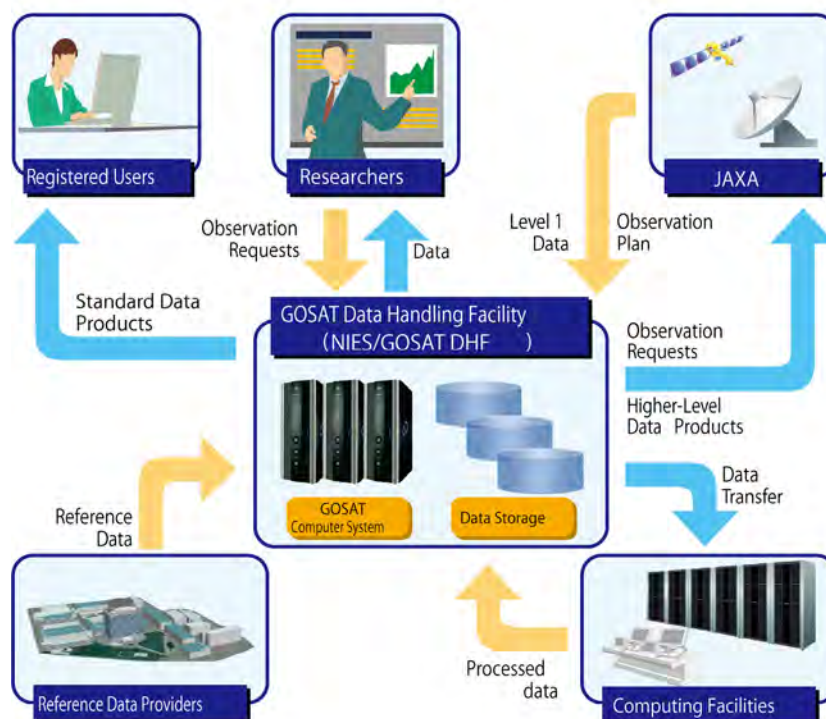 Registered Users
Researchers
JAXA
Observation
Requests
Data
Level 1
Data
Observation
Plan
Standard Data
Products
GOSAT Data Handling Facility
(NIES/GOSAT DHF )
Observation
Requests
Higher-Level
Data Products
GOSAT
Computer System
Data Storage
Data
Transfer
Reference
Data
Processed
data
Reference Data Providers
Computing Facilities